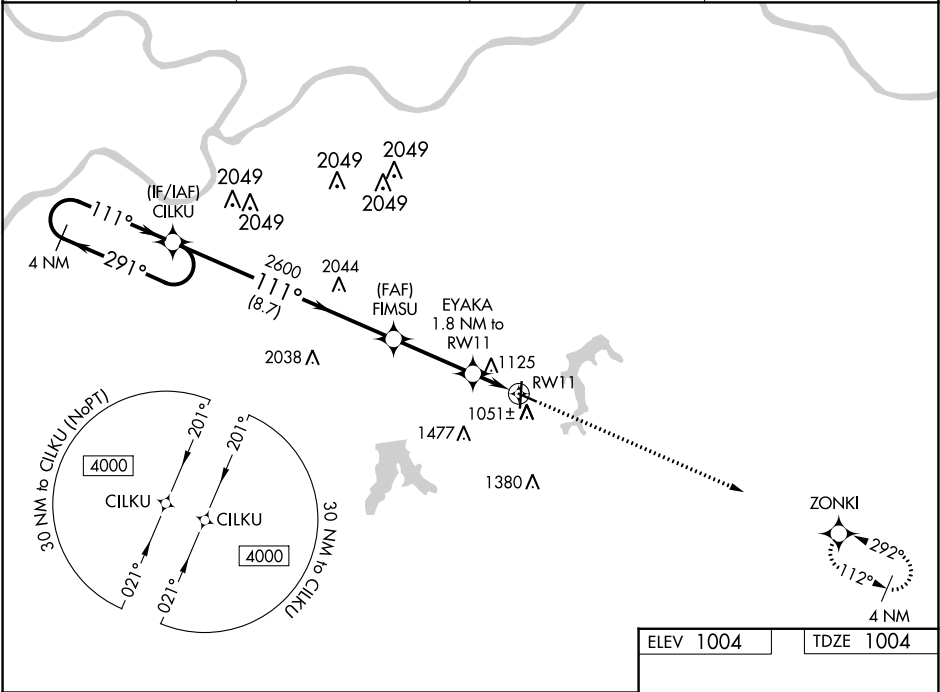 2049
2049
2049
2049
2049
(IF/IAF)
CILKU
111°
291°
4 NM
2600
111°
(8.7)
2044
(FAF)
FIMSU
EYAKA
1.8 NM to
RW11
1125
RW11
2038
1051±
1477
1380
30 NM to CILKU (NoPT)
4000
201°
CILKU
021°
201°
CILKU
4000
021°
30 NM to CILKU
ZONKI
292°
112°
4 NM
ELEV 1004
TDZE 1004